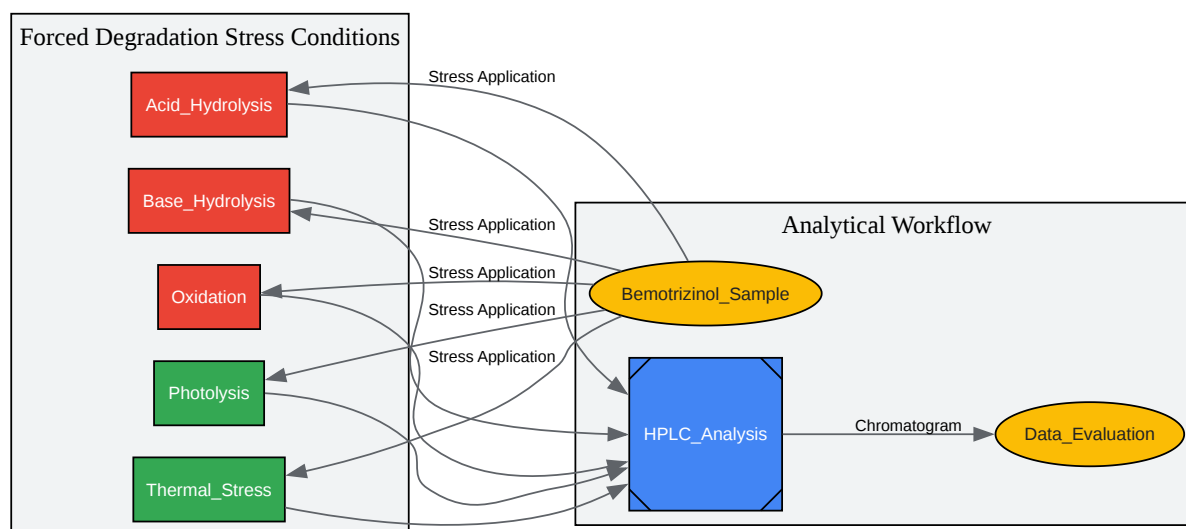 Forced Degradation Stress Conditions
Acid_Hydrolysis
Base_Hydrolysis
Oxidation
Photolysis
Thermal_Stress
Stress Application
Stress Application
Stress Application
Stress Application
Stress Application
Analytical Workflow
Bemotrizinol_Sample
HPLC_Analysis
Chromatogram
Data_Evaluation